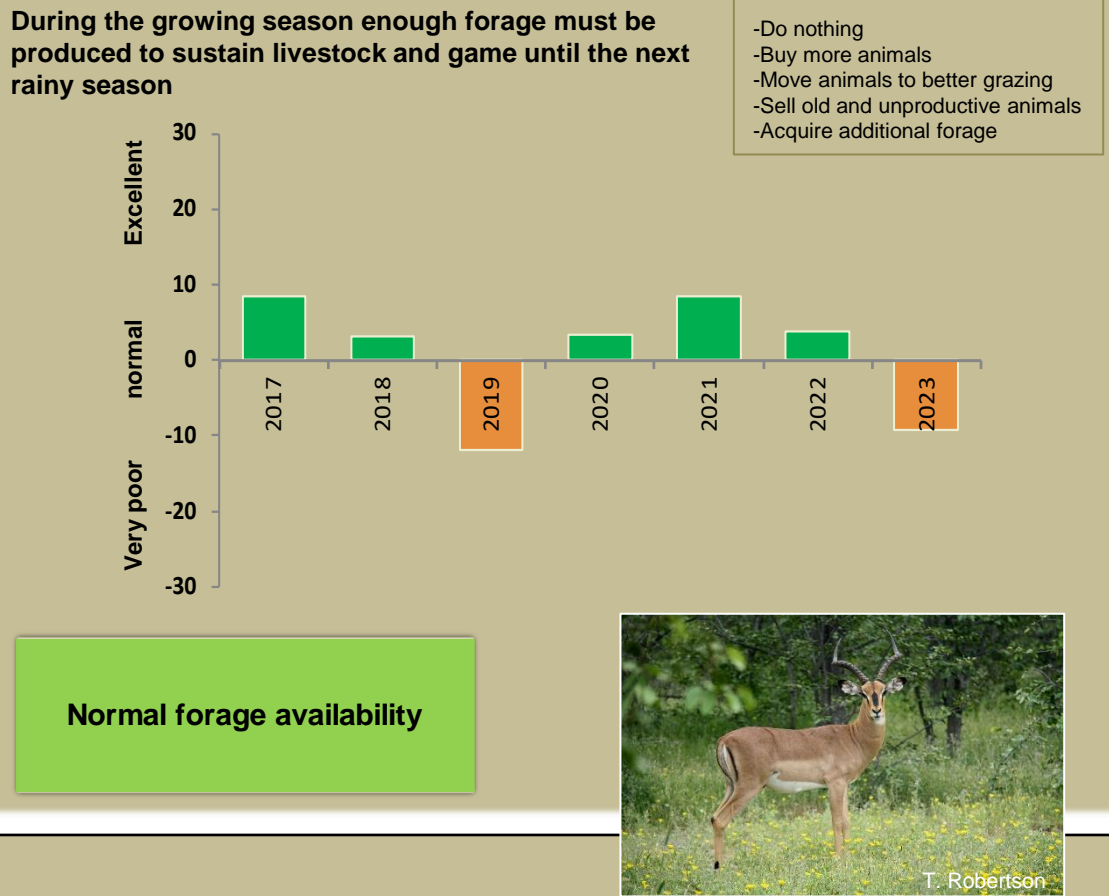 During the growing season enough forage must be
produced to sustain livestock and game until the next
rainy season
-Do nothing
-Buy more animals
-Move animals to better grazing
-Sell old and unproductive animals
-Acquire additional forage
Excellent
normal
Very poor
30
20
10
0
-10
-20
-30
2017
2018
2019
2020
2021
2022
2023
Normal forage availability
T. Robertson